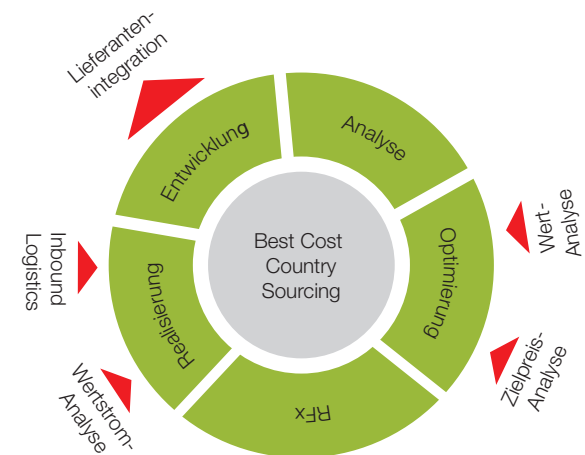 Lieferanten-
integration
Entwicklung
Analyse
Best Cost
Country
Sourcing
Optimierung
Wert-
Analyse
Inbound
Logistics
Realisierung
Zielpreis-
Analyse
Wertstrom-
Analyse
RFx